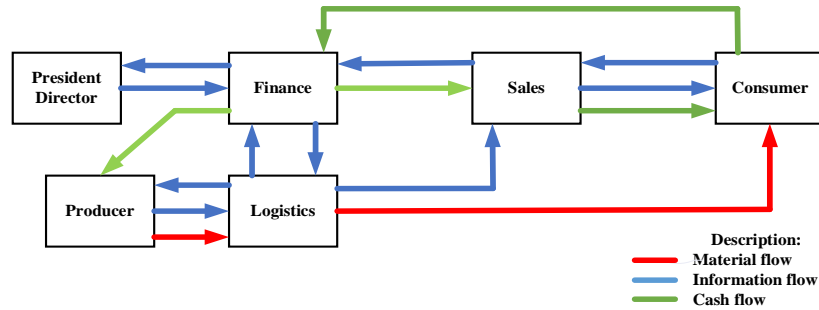 President
Director
Finance
Sales
Consumer
Producer
Logistics
Description:
Material flow
Information flow
Cash flow